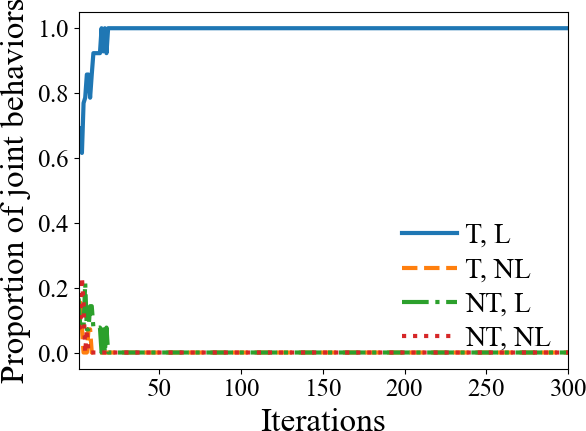 Proportion of joint behaviors
1.0
0.8
0.6
0.4
0.2
0.0
T, L
T, NL
NT, L
NT, NL
50 100 150 200 250 300
Iterations